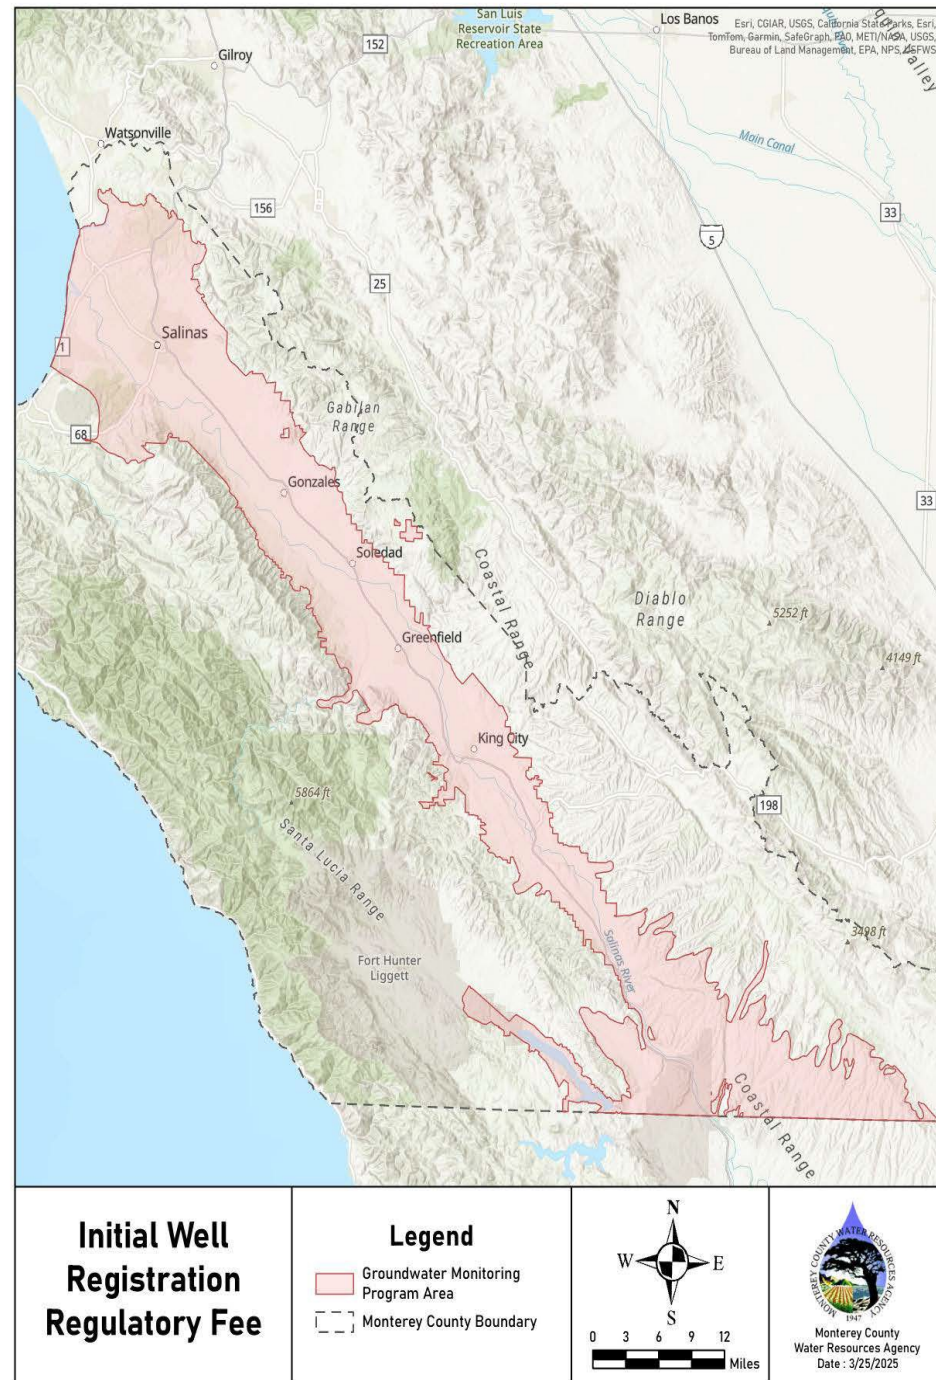 San Luis
Reservoir State
Recreation Area
Los Banos
Esri, CGIAR, USGS, California State Parks, Esri,
TomTom, Garmin, SafeGraph, FAO, METI/NASA, USGS,
Bureau of Land Management, EPA, NPS, USFWS
152
Gilroy
Watsonville
Main Canal
156
33
5
25
Salinas
1
Gabilan
Range
68
Gonzales
33
Soledad
Coastal Range
Diablo
Range
5252 ft
Greenfield
4149 ft
King City
5864 ft
198
Santa Lucia Range
3498 ft
Salinas River
Fort Hunter
Liggett
Coastal Range
Initial Well
Registration
Regulatory Fee
Legend
Groundwater Monitoring
Program Area
Monterey County Boundary
N
W E
S
0 3 6 9 12
Miles
MONTEREY COUNTY WATER RESOURCES AGENCY
1947
Monterey County
Water Resources Agency
Date : 3/25/2025